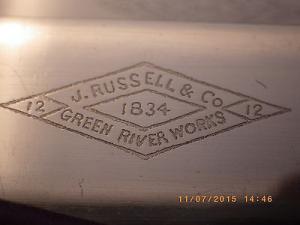 J. RUSSELL & CO
12 1834 12
GREEN RIVER WORKS
11/07/2015 14:46